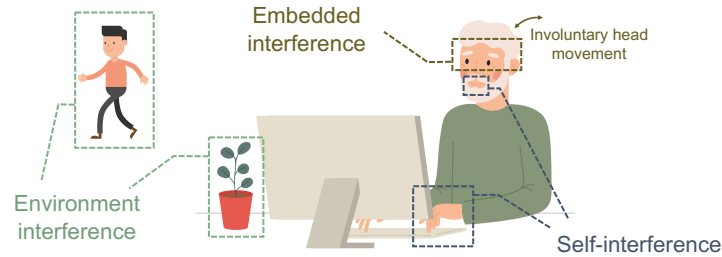 Embedded
interference
Involuntary head
movement
Environment
interference
Self-interference